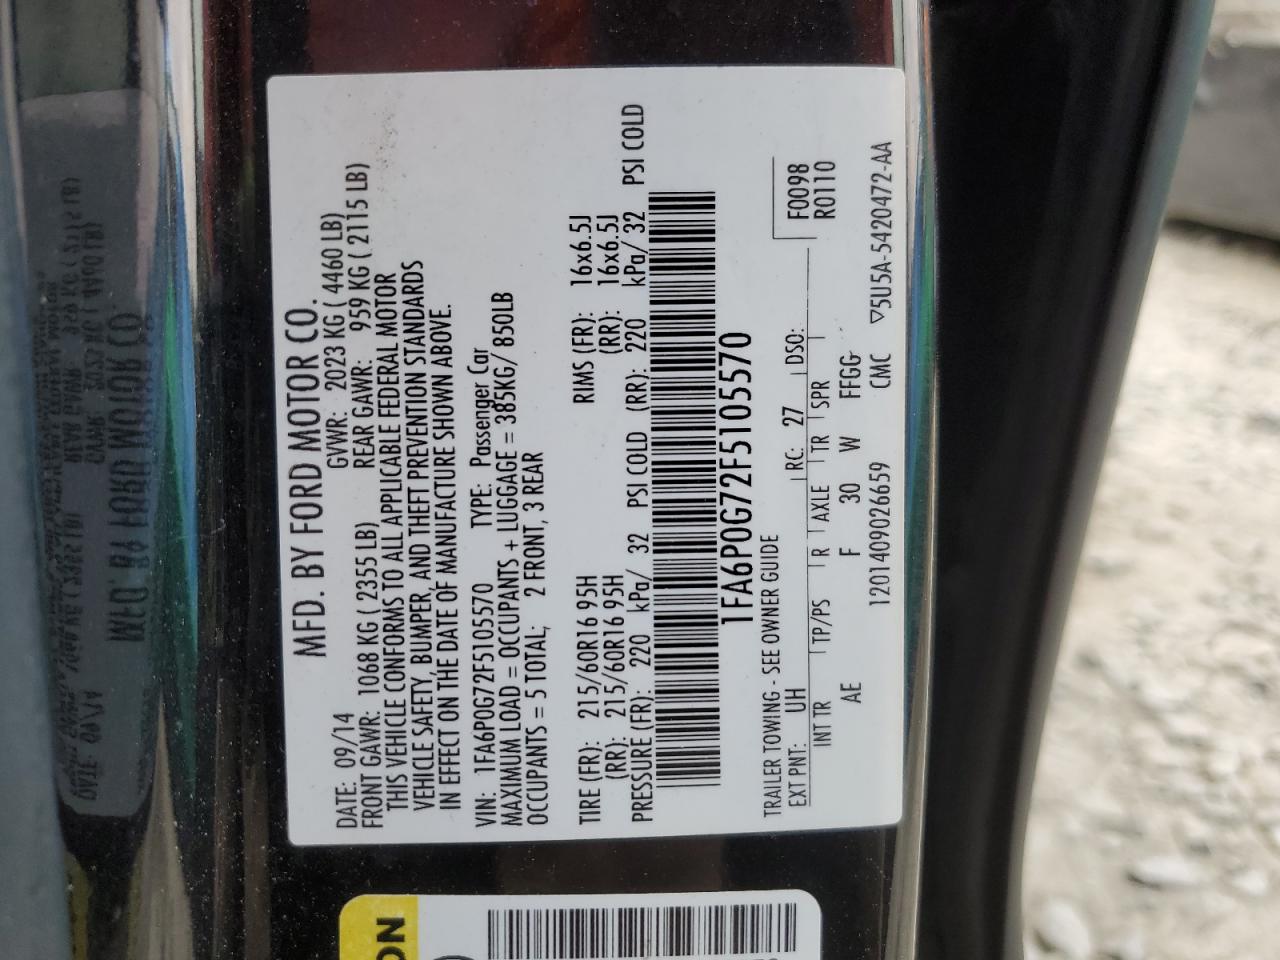 MFD. BY FORD MOTOR CO.
DATE: 09/14 GVWR: 2023 KG ( 4460 LB)
FRONT GAWR: 1068 KG ( 2355 LB) REAR GAWR: 959 KG ( 2115 LB)
THIS VEHICLE CONFORMS TO ALL APPLICABLE FEDERAL MOTOR
VEHICLE SAFETY, BUMPER, AND THEFT PREVENTION STANDARDS
IN EFFECT ON THE DATE OF MANUFACTURE SHOWN ABOVE.
VIN: 1FA6P0G72F5105570 TYPE: Passenger Car
MAXIMUM LOAD = OCCUPANTS + LUGGAGE = 385KG/ 850LB
OCCUPANTS = 5 TOTAL; 2 FRONT, 3 REAR
TIRE (FR): 215/60R16 95H RIMS (FR): 16x6.5J
(RR): 215/60R16 95H (RR): 16x6.5J
PRESSURE (FR): 220 kPa/ 32 PSI COLD (RR): 220 kPa/ 32 PSI COLD
1FA6P0G72F5105570
TRAILER TOWING - SEE OWNER GUIDE
EXT PNT: UH RC: 27 DSO: F0098
R0110
INT TR TP/PS R AXLE TR SPR
AE F 30 W FFGG
1201409026659 CMC ▽5U5A-5420472-AA
ON